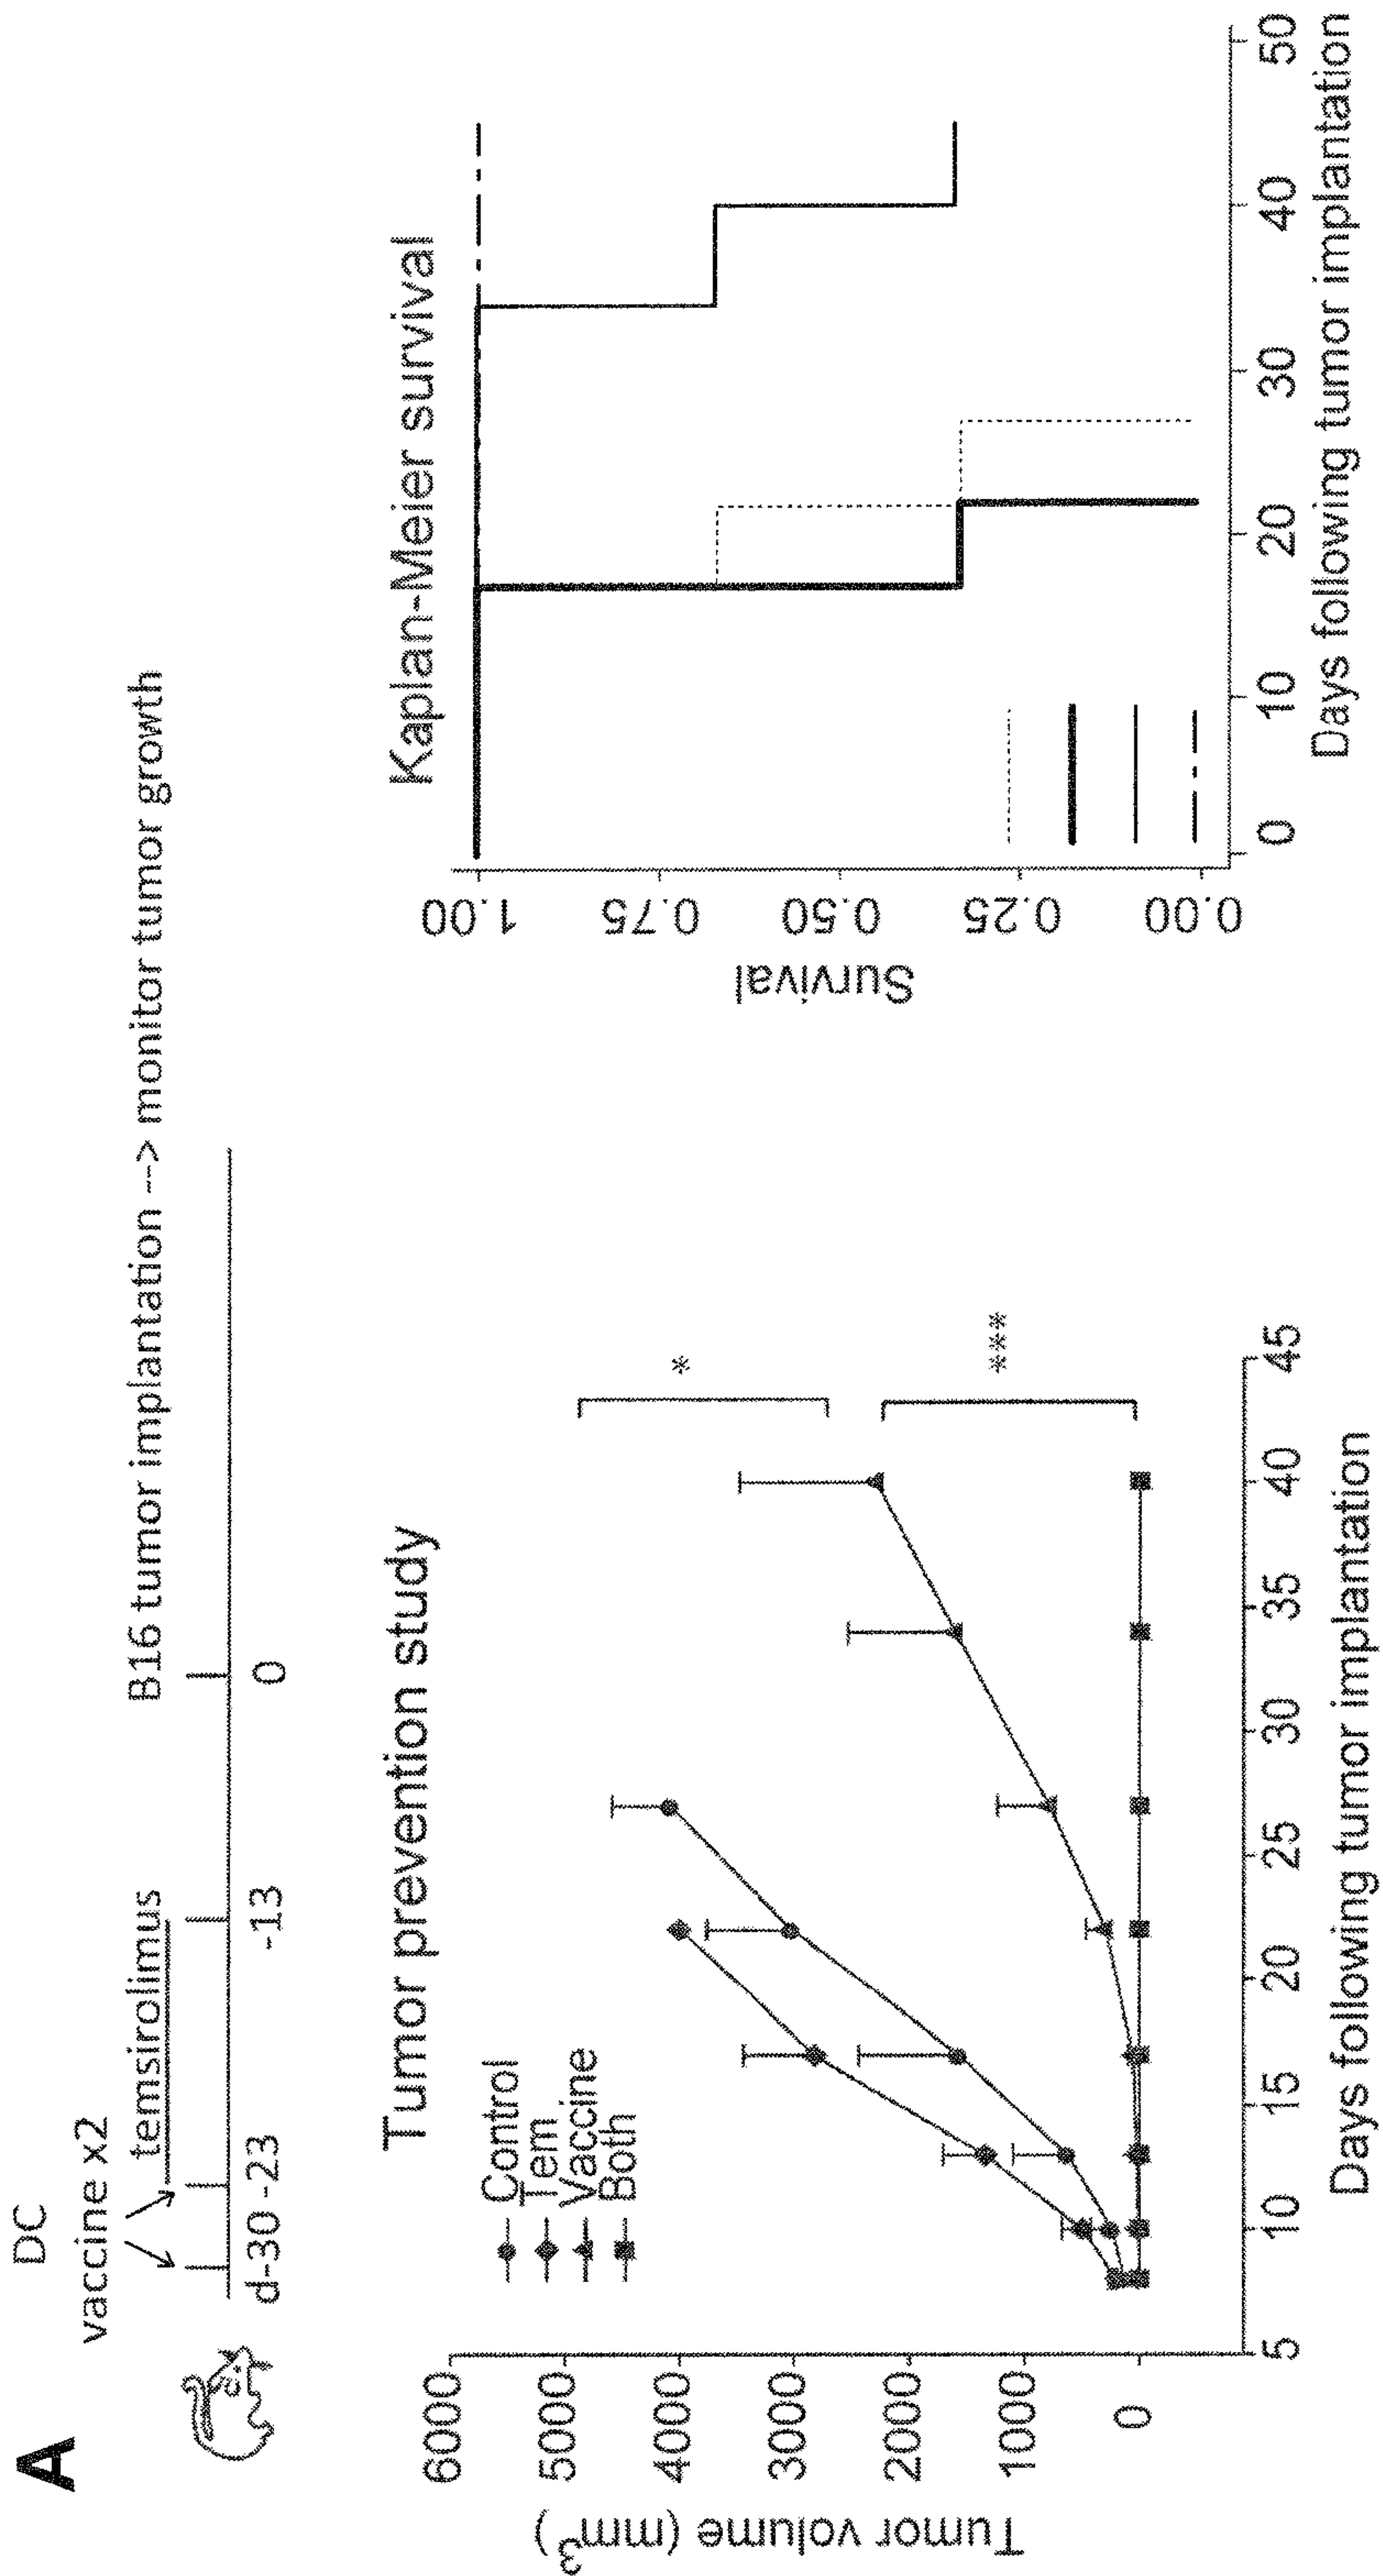 A
DC
vaccine x2
temsirolimus
B16 tumor implantation --> monitor tumor growth
d-30 -23
-13
0
Tumor prevention study
Control
Tem
Vaccine
Both
Tumor volume (mm3)
6000
5000
4000
3000
2000
1000
0
*
***
5
10
15
20
25
30
35
40
45
Days following tumor implantation
Kaplan-Meier survival
Survival
1.00
0.75
0.50
0.25
0.00
0
10
20
30
40
50
Days following tumor implantation